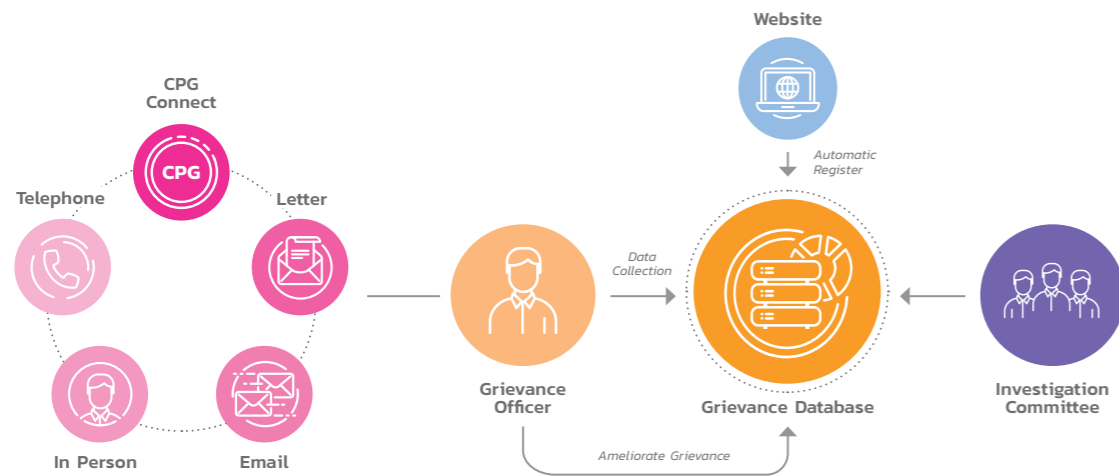 Website
CPG
Connect
CPG
Telephone
Letter
Automatic
Register
Data
Collection
Grievance
Officer
Grievance Database
Investigation
Committee
In Person
Email
Ameliorate Grievance